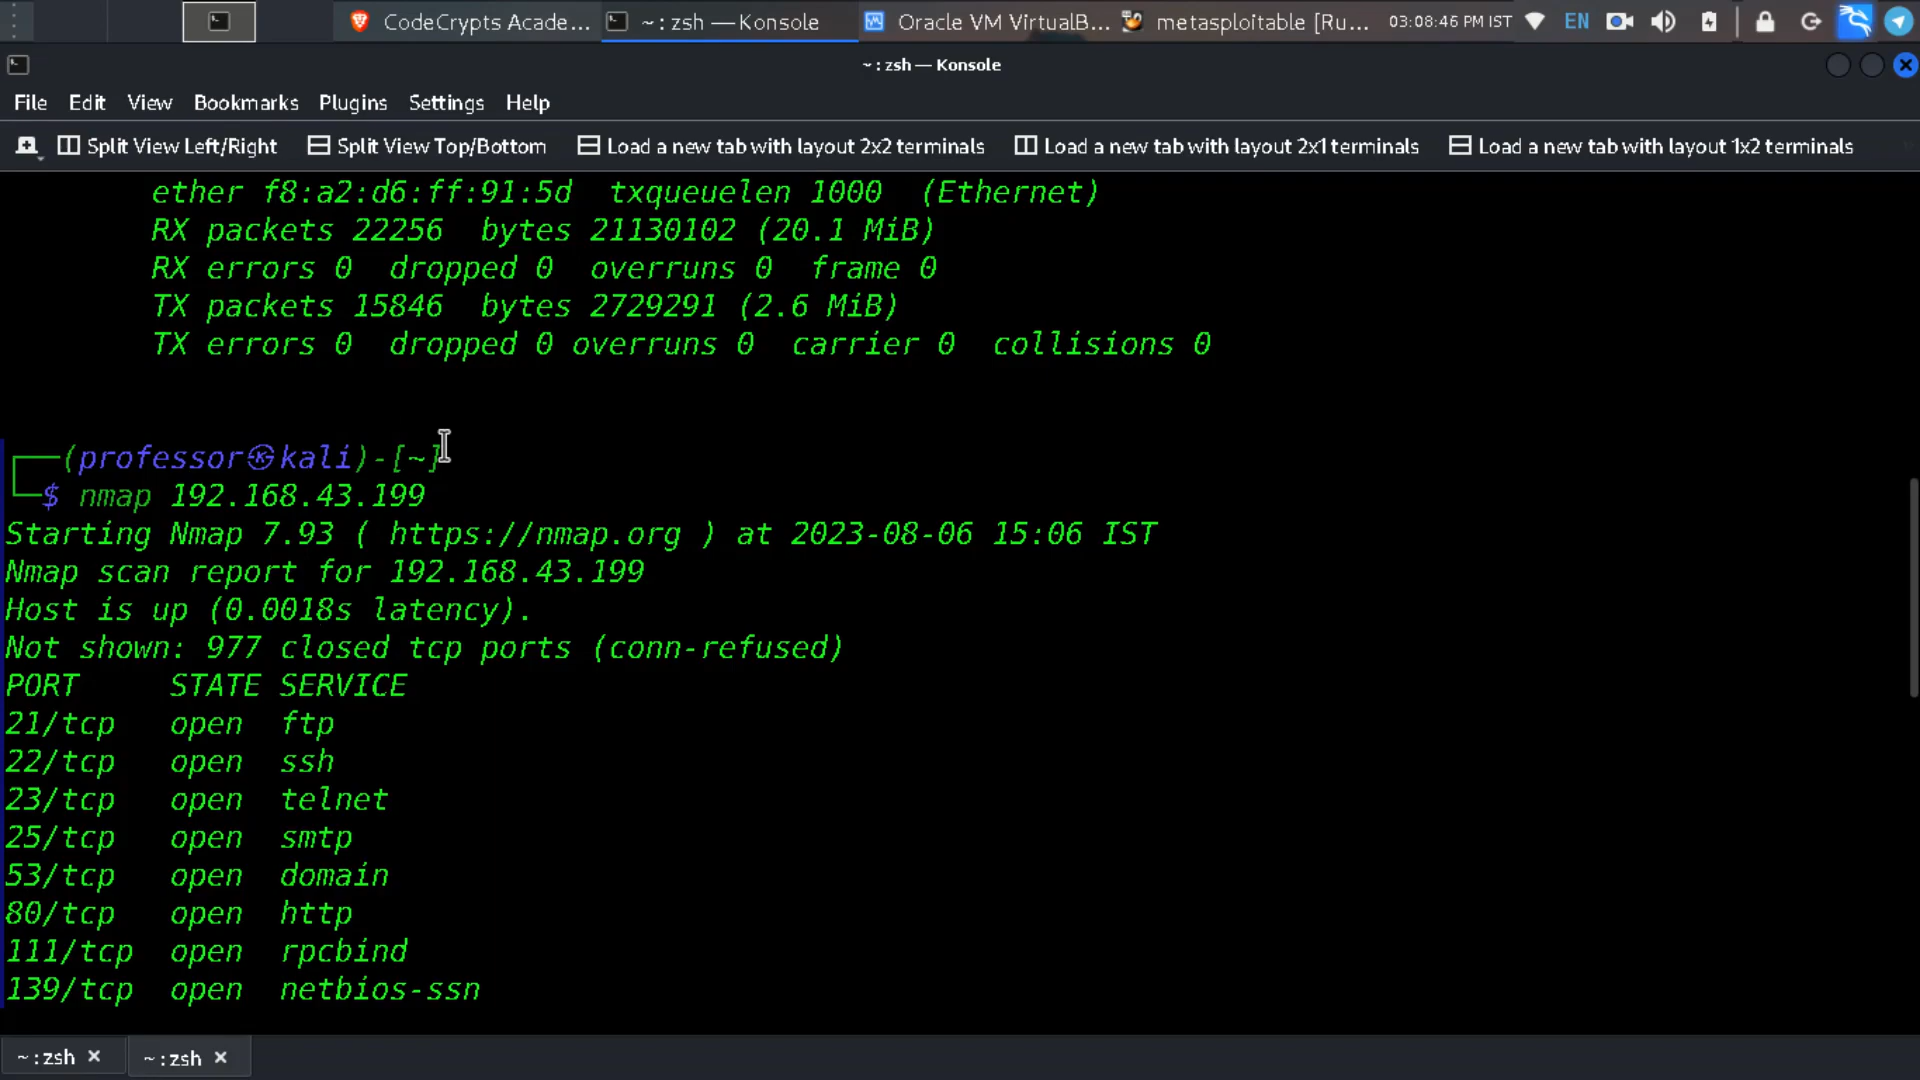 CodeCrypts Acade...
~ : zsh — Konsole
Oracle VM VirtualB...
metasploitable [Ru...
03:08:46 PM IST
EN
~ : zsh — Konsole
File Edit View Bookmarks Plugins Settings Help
Split View Left/Right Split View Top/Bottom Load a new tab with layout 2x2 terminals Load a new tab with layout 2x1 terminals Load a new tab with layout 1x2 terminals
ether f8:a2:d6:ff:91:5d txqueuelen 1000 (Ethernet)
RX packets 22256 bytes 21130102 (20.1 MiB)
RX errors 0 dropped 0 overruns 0 frame 0
TX packets 15846 bytes 2729291 (2.6 MiB)
TX errors 0 dropped 0 overruns 0 carrier 0 collisions 0
┌──(professor㉿kali)-[~]
└─$ nmap 192.168.43.199
Starting Nmap 7.93 ( https://nmap.org ) at 2023-08-06 15:06 IST
Nmap scan report for 192.168.43.199
Host is up (0.0018s latency).
Not shown: 977 closed tcp ports (conn-refused)
PORT STATE SERVICE
21/tcp open ftp
22/tcp open ssh
23/tcp open telnet
25/tcp open smtp
53/tcp open domain
80/tcp open http
111/tcp open rpcbind
139/tcp open netbios-ssn
~ : zsh ~ : zsh